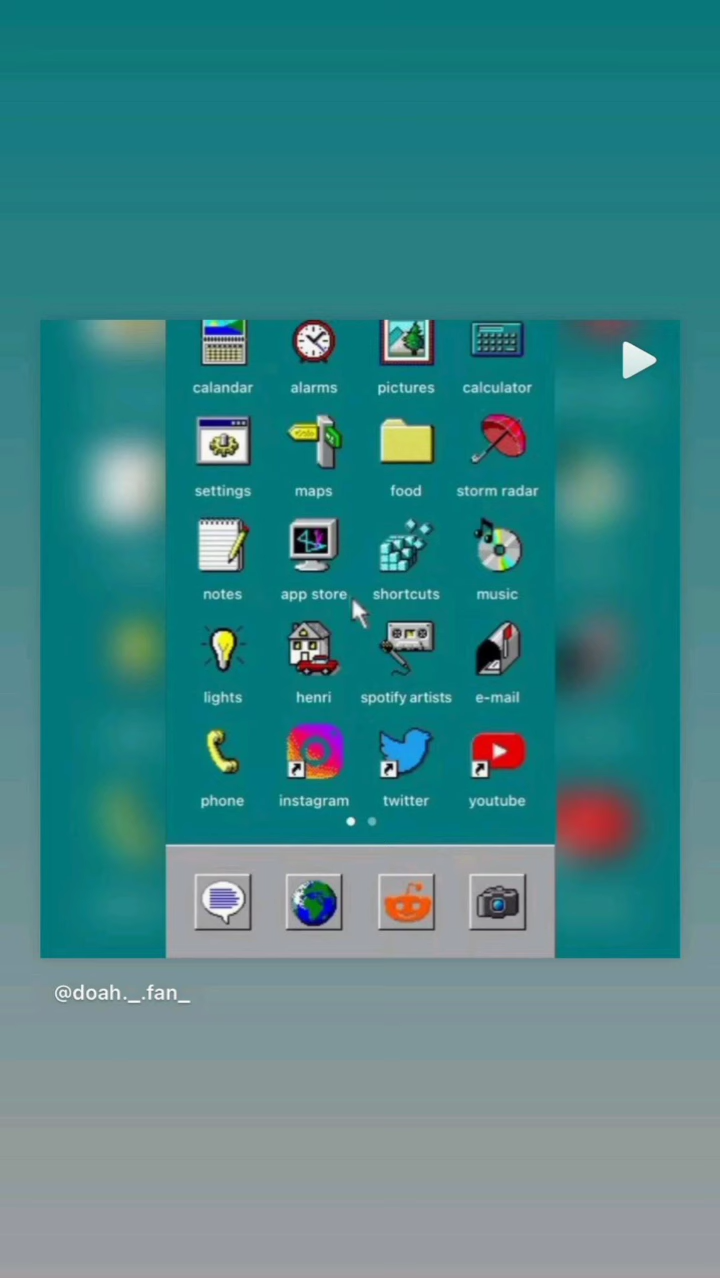 calandar alarms pictures calculator
settings maps food storm radar
notes app store shortcuts music
lights henri spotify artists e-mail
phone instagram twitter youtube
@doah._.fan_